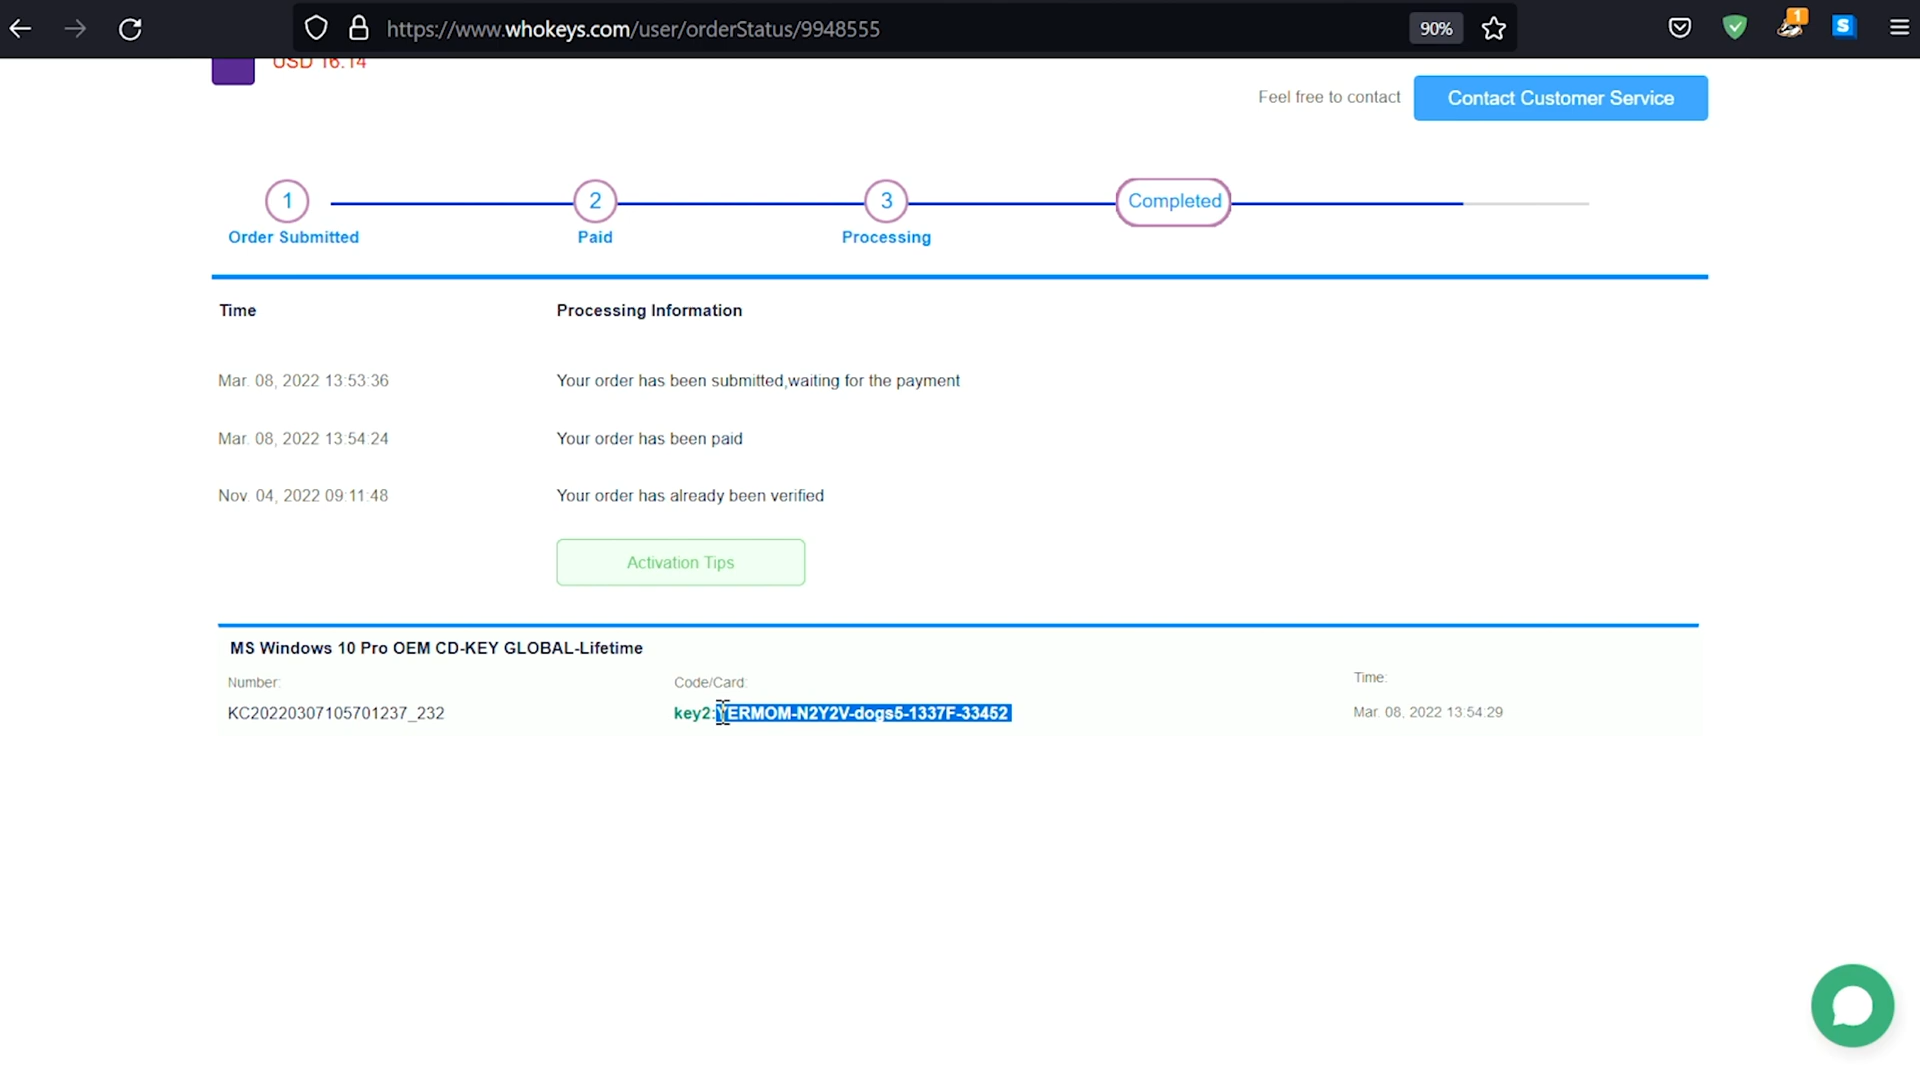 https://www.whokeys.com/user/orderStatus/9948555
90%
1
S
USD 16.14
Feel free to contact
Contact Customer Service
1
2
3
Completed
Order Submitted
Paid
Processing
Time
Processing Information
Mar. 08, 2022 13:53:36
Your order has been submitted,waiting for the payment
Mar. 08, 2022 13:54:24
Your order has been paid
Nov. 04, 2022 09:11:48
Your order has already been verified
Activation Tips
MS Windows 10 Pro OEM CD-KEY GLOBAL-Lifetime
Number:
Code/Card:
Time:
KC20220307105701237_232
key2:YERMOM-N2Y2V-dogs5-1337F-33452
Mar. 08, 2022 13:54:29